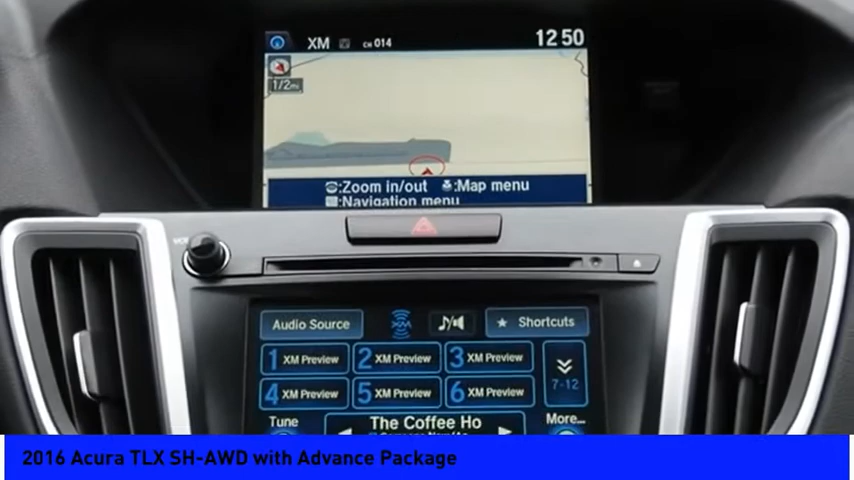 XM CH 014 12 50
1/2mi
:Zoom in/out :Map menu
:Navigation menu
Audio Source XM Shortcuts
1 XM Preview 2 XM Preview 3 XM Preview
7-12
4 XM Preview 5 XM Preview 6 XM Preview
Tune The Coffee Ho More...
2016 Acura TLX SH-AWD with Advance Package